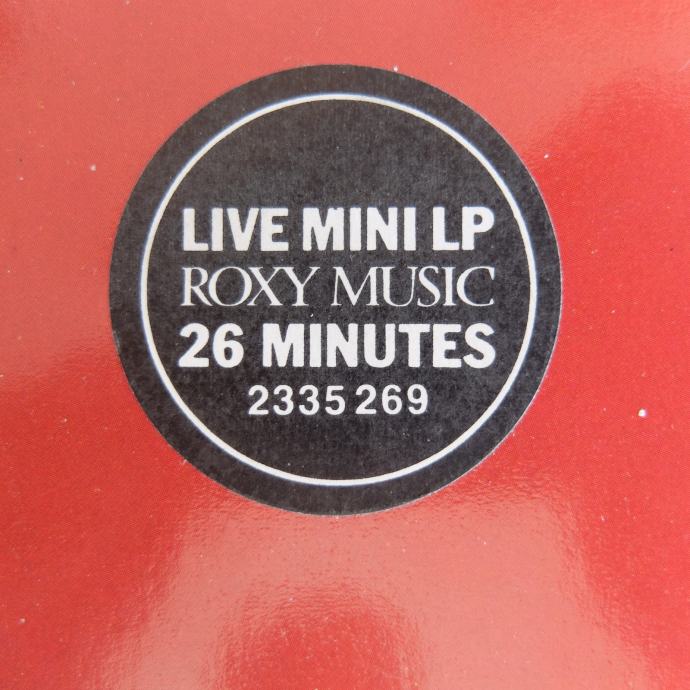 LIVE MINI LP
ROXY MUSIC
26 MINUTES
2335 269